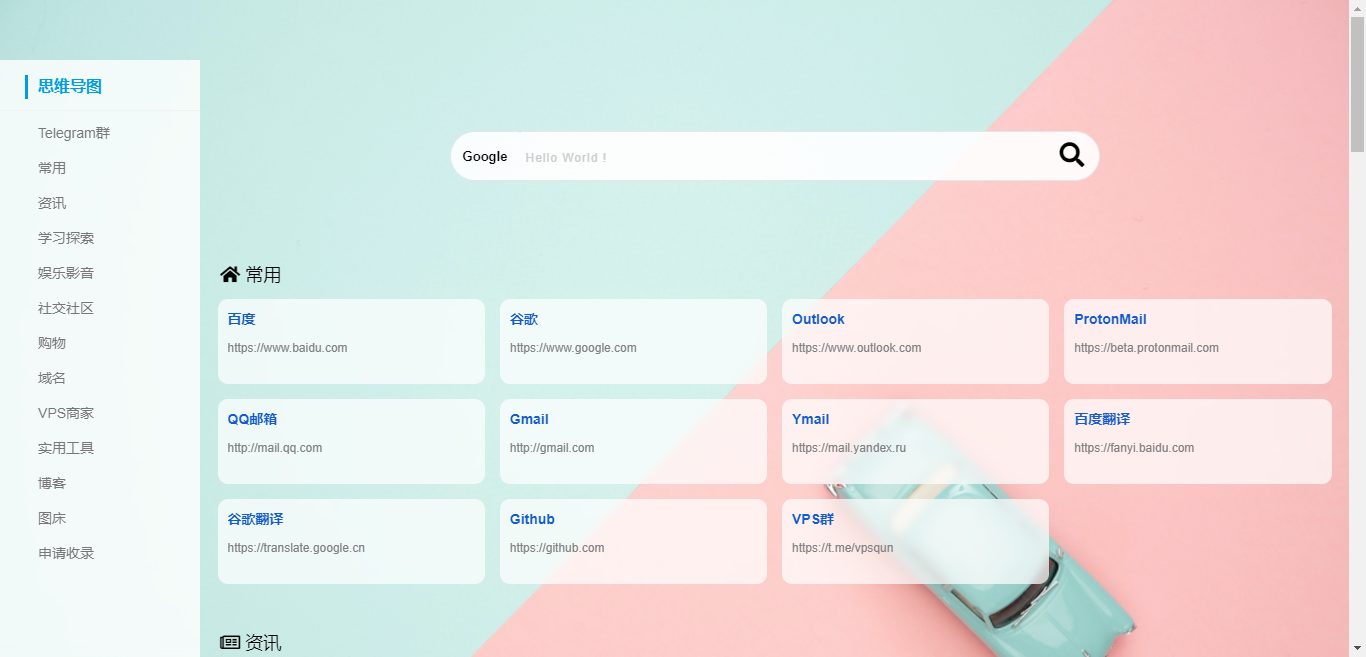 思维导图
Telegram群
常用
资讯
学习探索
娱乐影音
社交社区
购物
域名
VPS商家
实用工具
博客
图床
申请收录
Google Hello World !
常用
百度
https://www.baidu.com
谷歌
https://www.google.com
Outlook
https://www.outlook.com
ProtonMail
https://beta.protonmail.com
QQ邮箱
http://mail.qq.com
Gmail
http://gmail.com
Ymail
https://mail.yandex.ru
百度翻译
https://fanyi.baidu.com
谷歌翻译
https://translate.google.cn
Github
https://github.com
VPS群
https://t.me/vpsqun
资讯